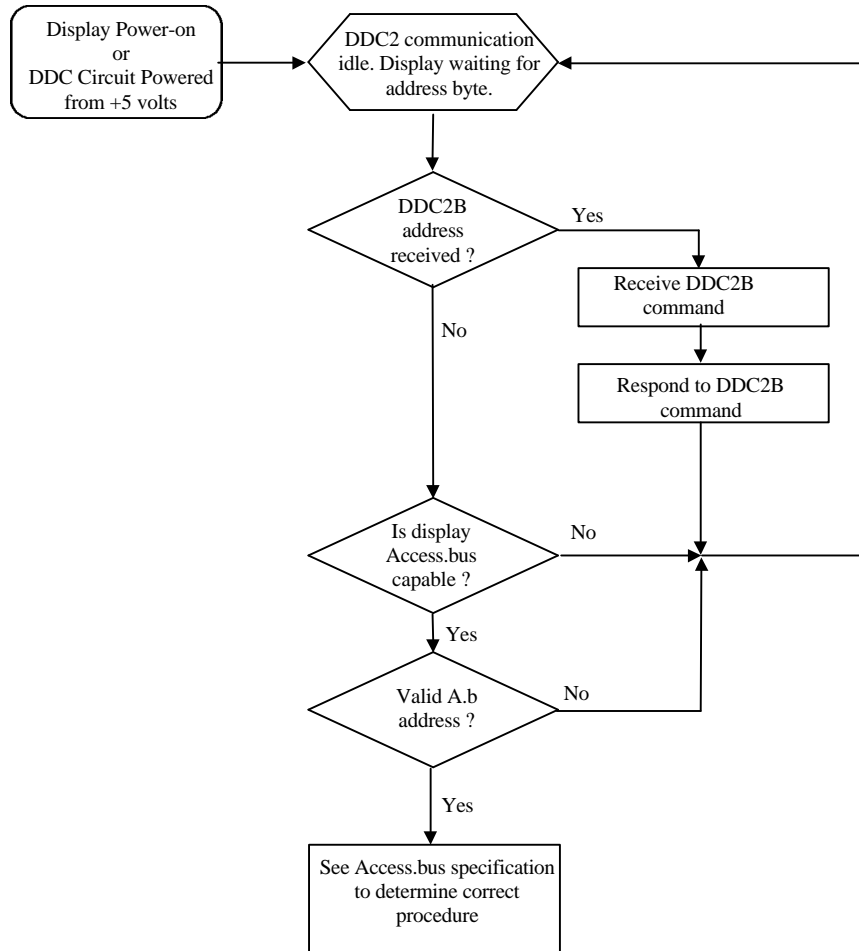 Display Power-on
or
DDC Circuit Powered
from +5 volts
DDC2 communication
idle. Display waiting for
address byte.
DDC2B
address
received ?
Yes
No
Receive DDC2B
command
Respond to DDC2B
command
Is display
Access.bus
capable ?
No
Yes
Valid A.b
address ?
No
Yes
See Access.bus specification
to determine correct
procedure